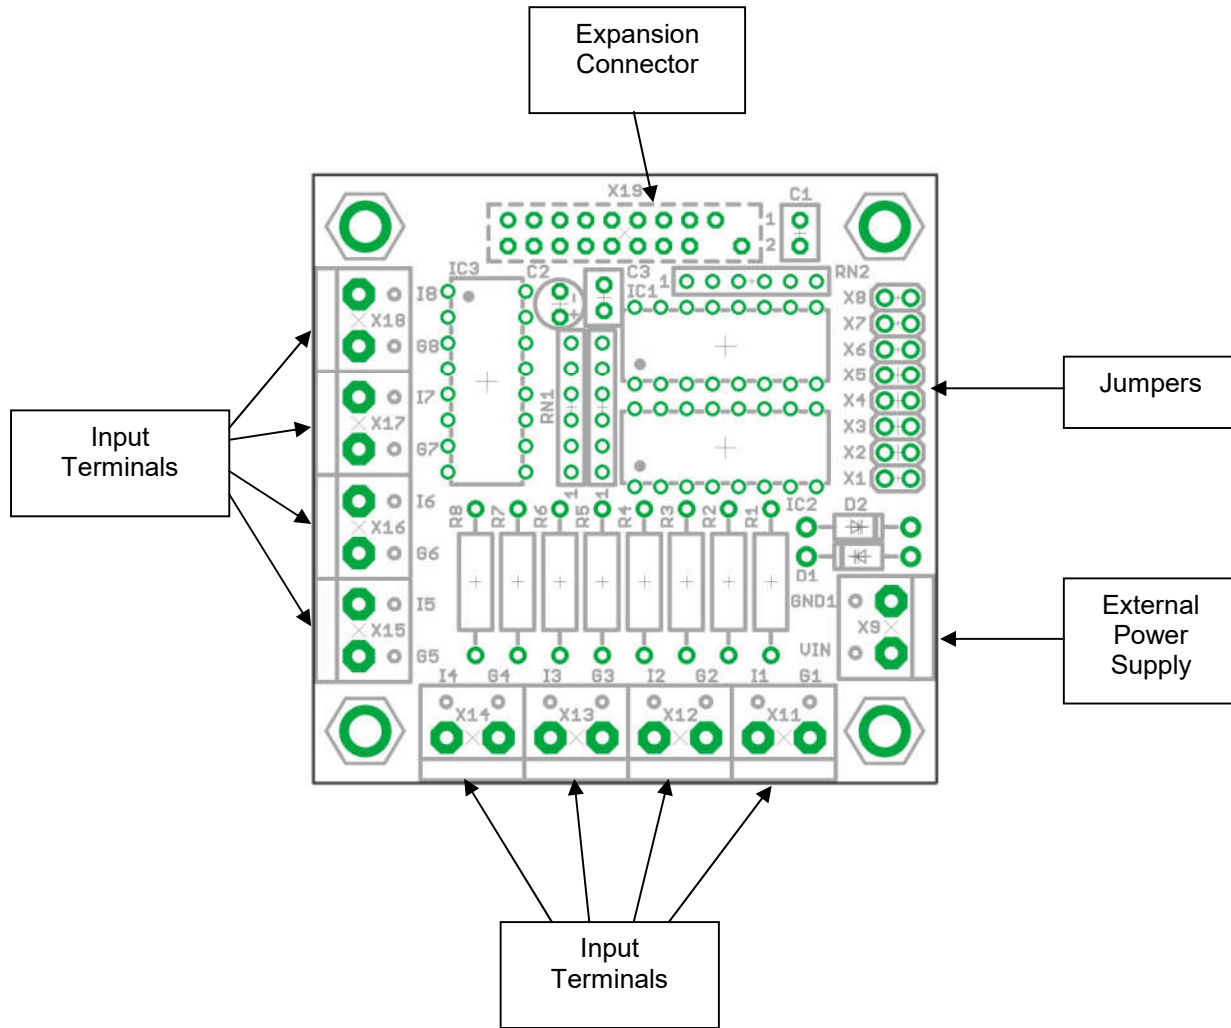 Expansion
Connector
X19
C1
1
2
IC3
C2
C3
RN2
IC1
1
- +
I8
X18
G8
I7
X17
G7
I6
X16
G6
I5
X15
G5
X8
X7
X6
X5
X4
X3
X2
X1
Jumpers
Input
Terminals
RN1
1
1
R8
R7
R6
R5
R4
R3
R2
R1
IC2
D2
D1
GND1
X9
VIN
External
Power
Supply
I4
G4
I3
G3
I2
G2
I1
G1
X14
X13
X12
X11
Input
Terminals